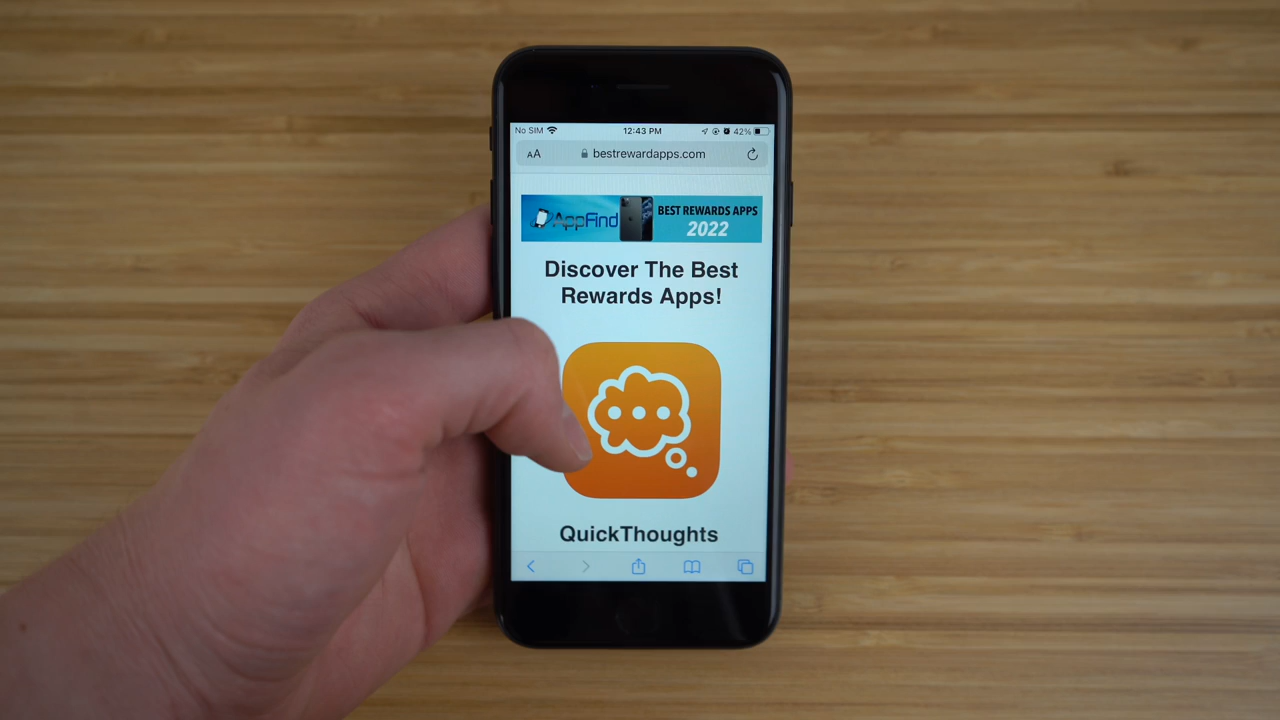 No SIM 12:43 PM 42%
AA bestrewardapps.com
AppFind BEST REWARDS APPS
2022
Discover The Best
Rewards Apps!
QuickThoughts